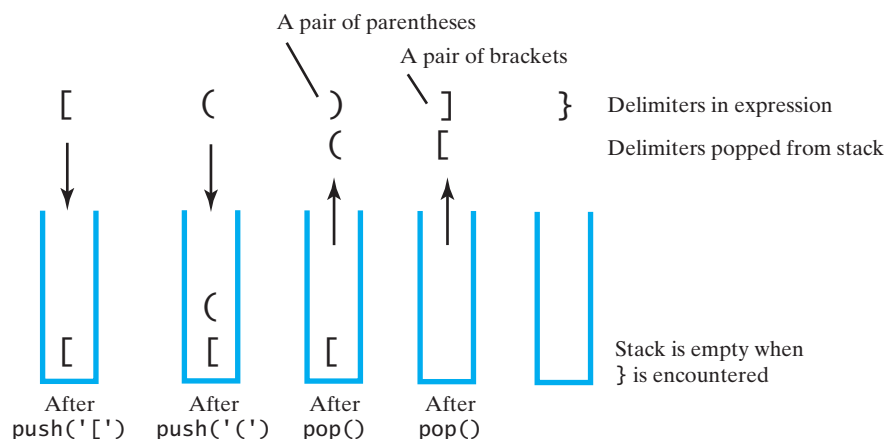 A pair of parentheses
A pair of brackets
[ ( ) ] } Delimiters in expression
( [ Delimiters popped from stack
(
[ [ [ Stack is empty when
} is encountered
After After After After
push('[') push('(') pop() pop()